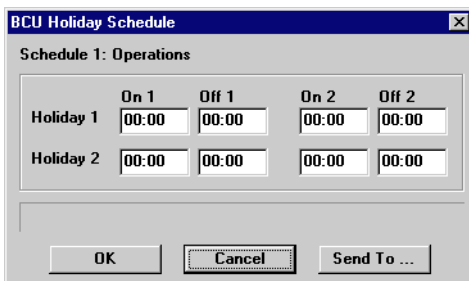 BCU Holiday Schedule
Schedule 1: Operations
On 1 Off 1 On 2 Off 2
Holiday 1 00:00 00:00 00:00 00:00
Holiday 2 00:00 00:00 00:00 00:00
OK Cancel Send To ...